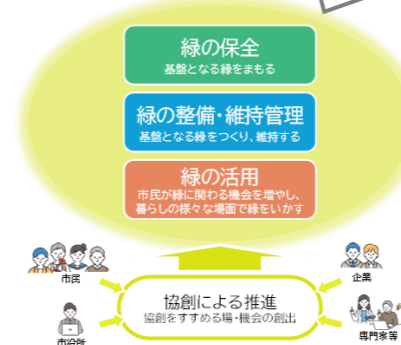 緑の保全
基盤となる緑をまもる
緑の整備・維持管理
基盤となる緑をつくり、維持する
緑の活用
市民が緑に関わる機会を増やし、
暮らしの様々な場面で緑をいかす
市民
企業
協創による推進
協創をすすめる場・機会の創出
市役所
専門家等